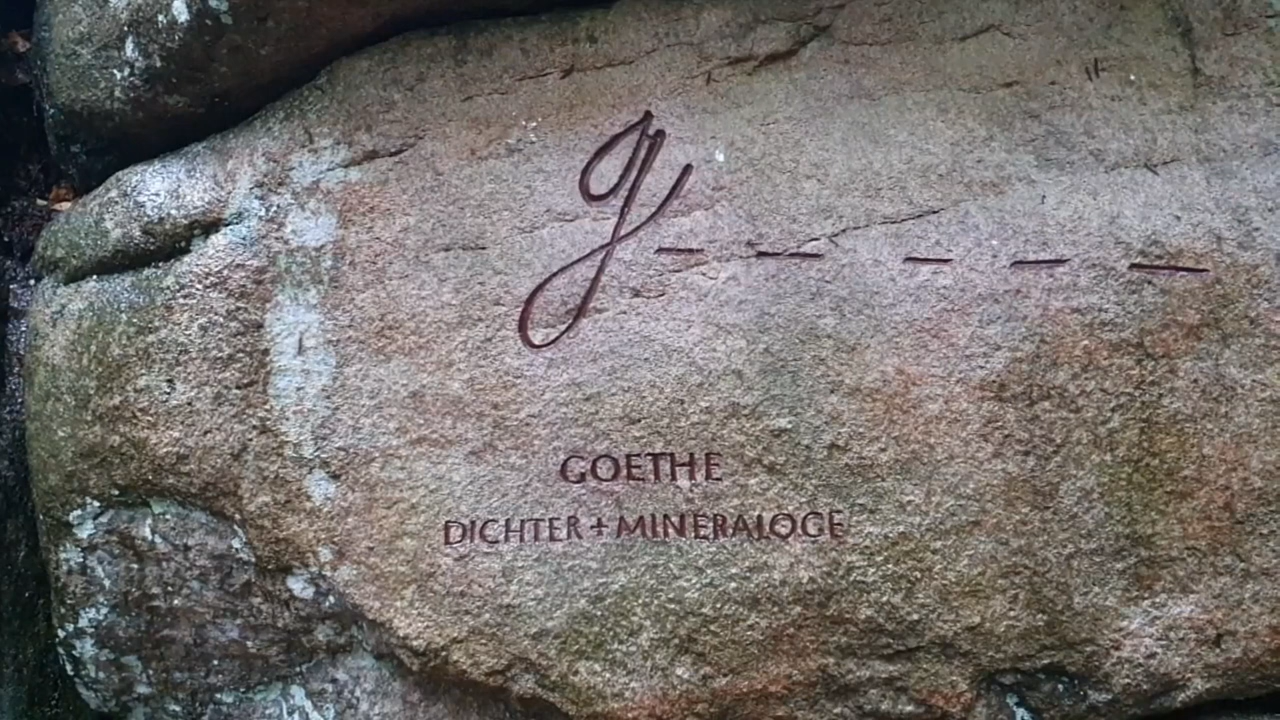 G - - - - -
GOETHE
DICHTER + MINERALOGE